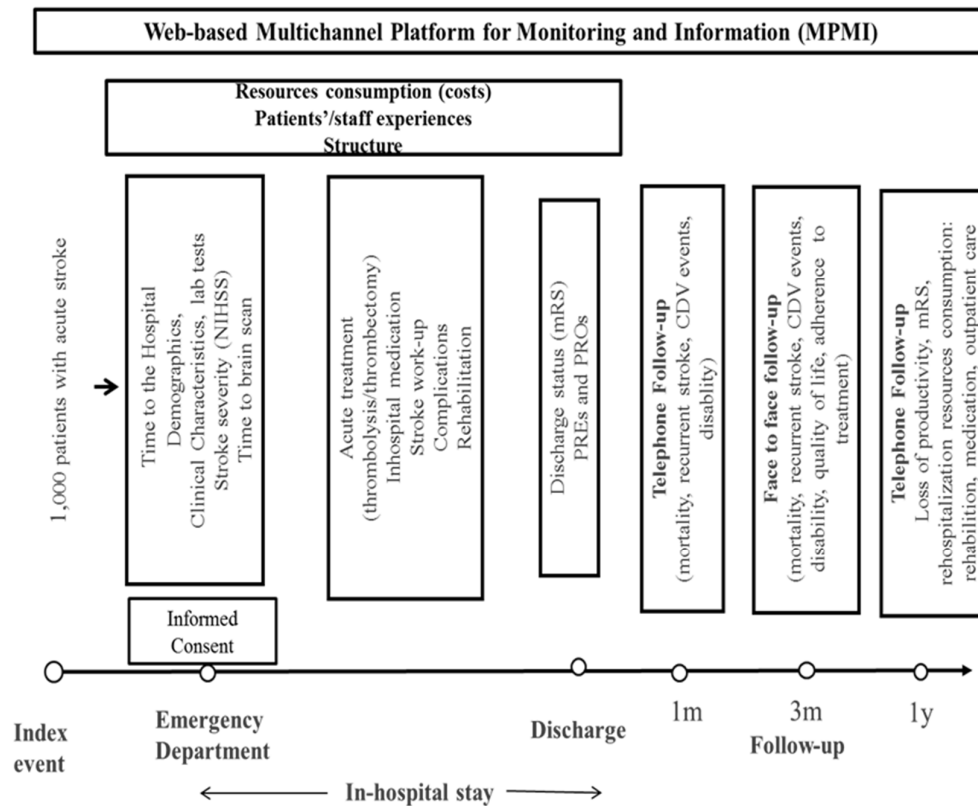 Web-based Multichannel Platform for Monitoring and Information (MPMI)
Resources consumption (costs)
Patients'/staff experiences
Structure
1,000 patients with acute stroke
Time to the Hospital
Demographics,
Clinical Characteristics, lab tests
Stroke severity (NIHSS)
Time to brain scan
Acute treatment
(thrombolysis/thrombectomy)
Inhospital medication
Stroke work-up
Complications
Rehabilitation
Discharge status (mRS)
PREs and PROs
Telephone Follow-up
(mortality, recurrent stroke, CDV events,
disablity)
Face to face follow-up
(mortality, recurrent stroke, CDV events,
disability, quality of life, adherence to
treatment)
Telephone Follow-up
Loss of productivity, mRS,
rehospitalization resources consumption:
rehabilition, medication, outpatient care
Informed
Consent
Index
event
Emergency
Department
Discharge
1m
3m
1y
Follow-up
In-hospital stay